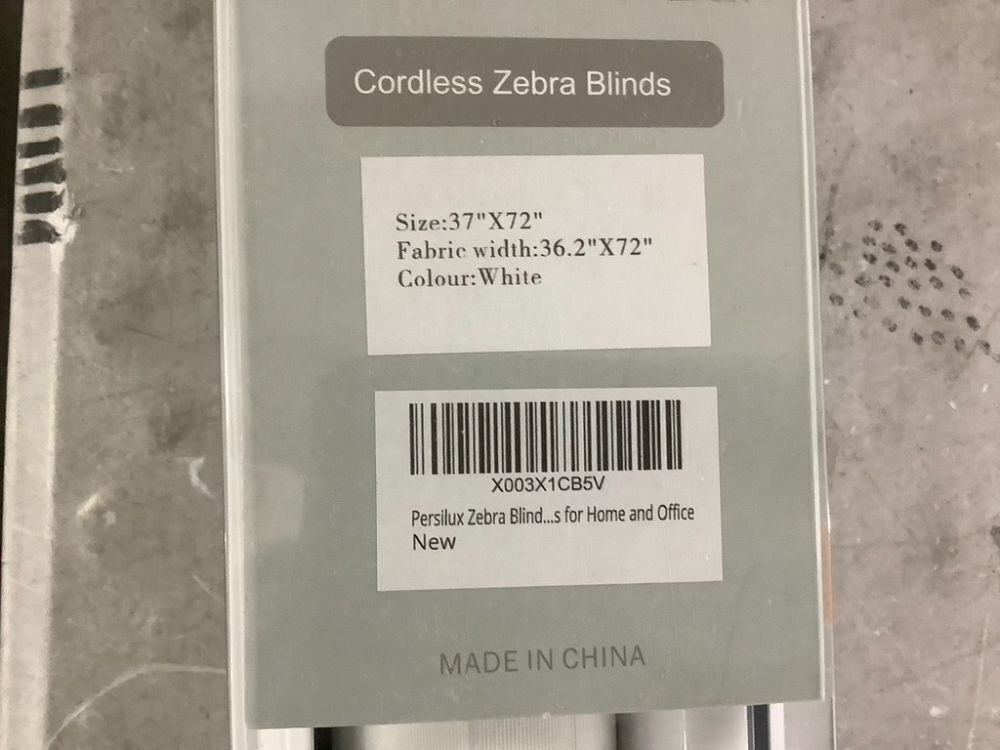 Cordless Zebra Blinds
Size:37"X72"
Fabric width:36.2"X72"
Colour:White
X003X1CB5V
Persilux Zebra Blind...s for Home and Office
New
MADE IN CHINA